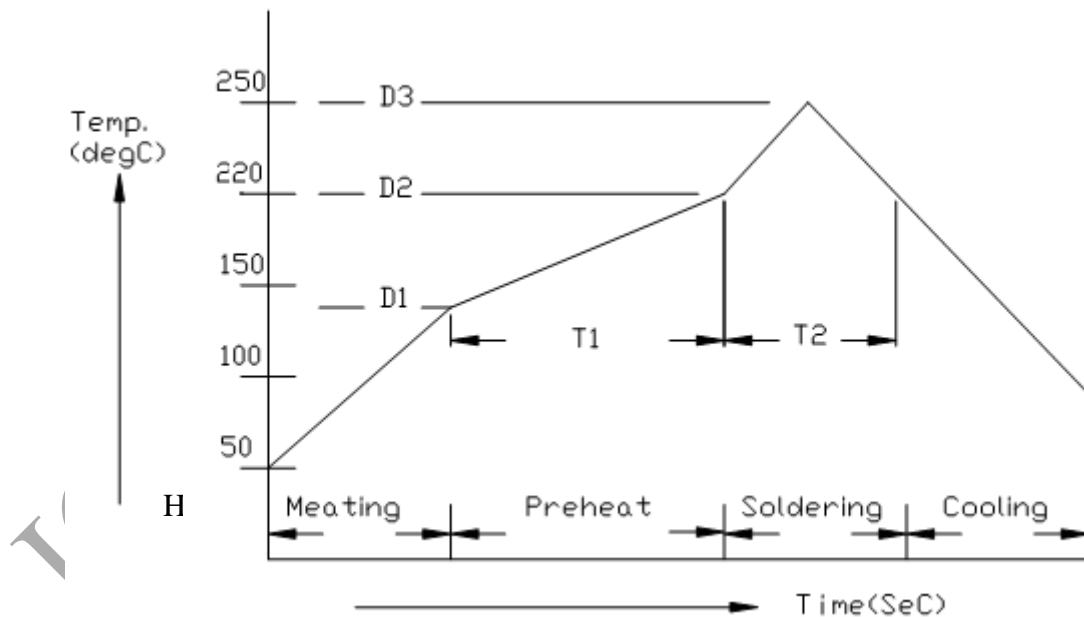 250
D3
Temp.
(degC)
220
D2
150
D1
T1
T2
100
50
H
Meating
Preheat
Soldering
Cooling
Time(SeC)